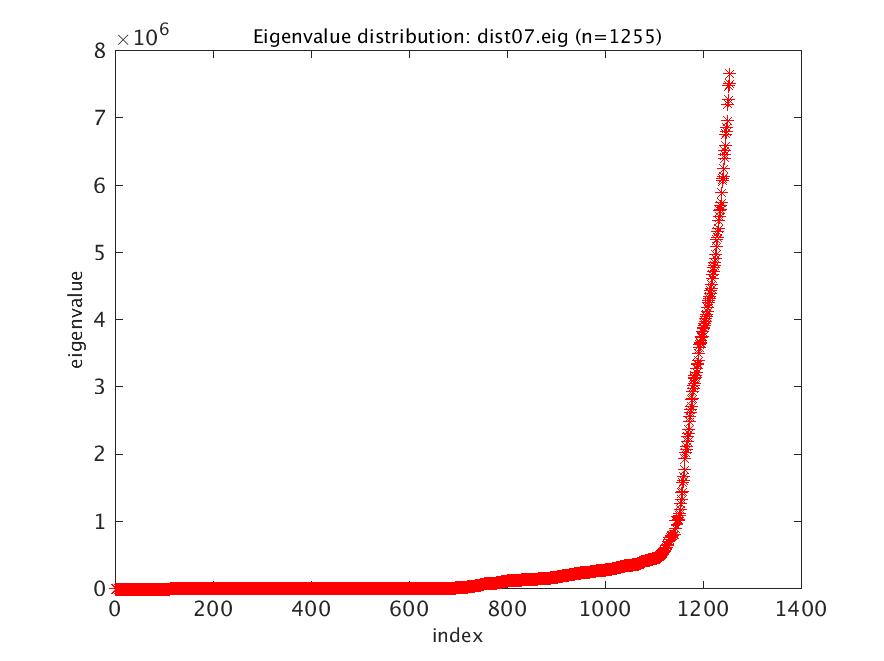 Eigenvalue distribution: dist07.eig (n=1255)
×10^6
8
7
6
5
4
3
2
1
0
eigenvalue
0 200 400 600 800 1000 1200 1400
index